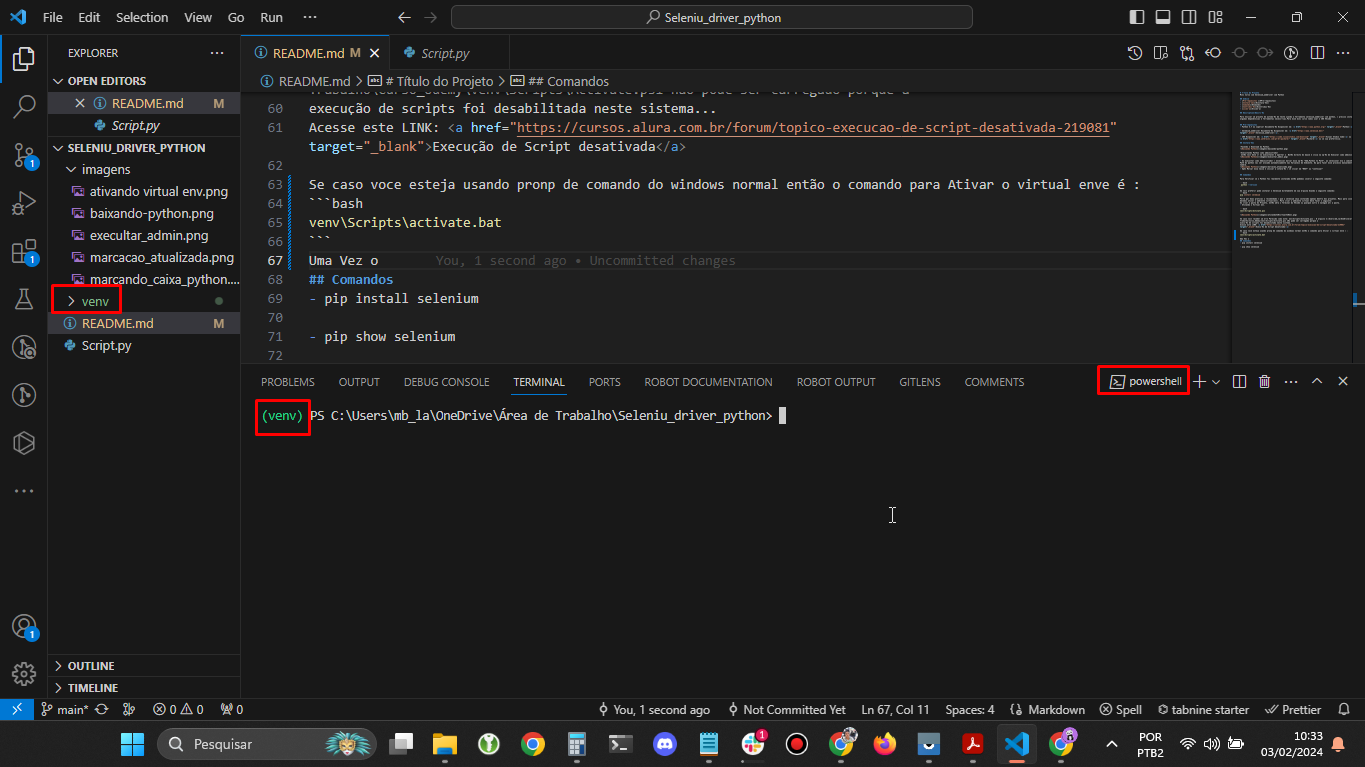 File Edit Selection View Go Run ···
Seleniu_driver_python
EXPLORER
OPEN EDITORS
README.md M
Script.py
SELENIU_DRIVER_PYTHON
imagens
ativando virtual env.png
baixando-python.png
execultar_admin.png
marcacao_atualizada.png
marcando_caixa_python....
venv
README.md M
Script.py
OUTLINE
TIMELINE
README.md M
Script.py
README.md > # Título do Projeto > ## Comandos
60 execução de scripts foi desabilitada neste sistema...
61 Acesse este LINK: <a href="https://cursos.alura.com.br/forum/topico-execucao-de-script-desativada-219081"
target="_blank">Execução de Script desativada</a>
62
63 Se caso voce esteja usando pronp de comando do windows normal então o comando para Ativar o virtual enve é :
64 ```bash
65 venv\Scripts\activate.bat
66 ```
67 Uma Vez o You, 1 second ago • Uncommitted changes
68 ## Comandos
69 - pip install selenium
70
71 - pip show selenium
72
PROBLEMS OUTPUT DEBUG CONSOLE TERMINAL PORTS ROBOT DOCUMENTATION ROBOT OUTPUT GITLENS COMMENTS
powershell
(venv) PS C:\Users\mb_la\OneDrive\Área de Trabalho\Seleniu_driver_python>
1
1
1
main* 0 0 0
You, 1 second ago Not Committed Yet Ln 67, Col 11 Spaces: 4 Markdown Spell tabnine starter Prettier
Pesquisar
1
POR
PTB2
10:33
03/02/2024